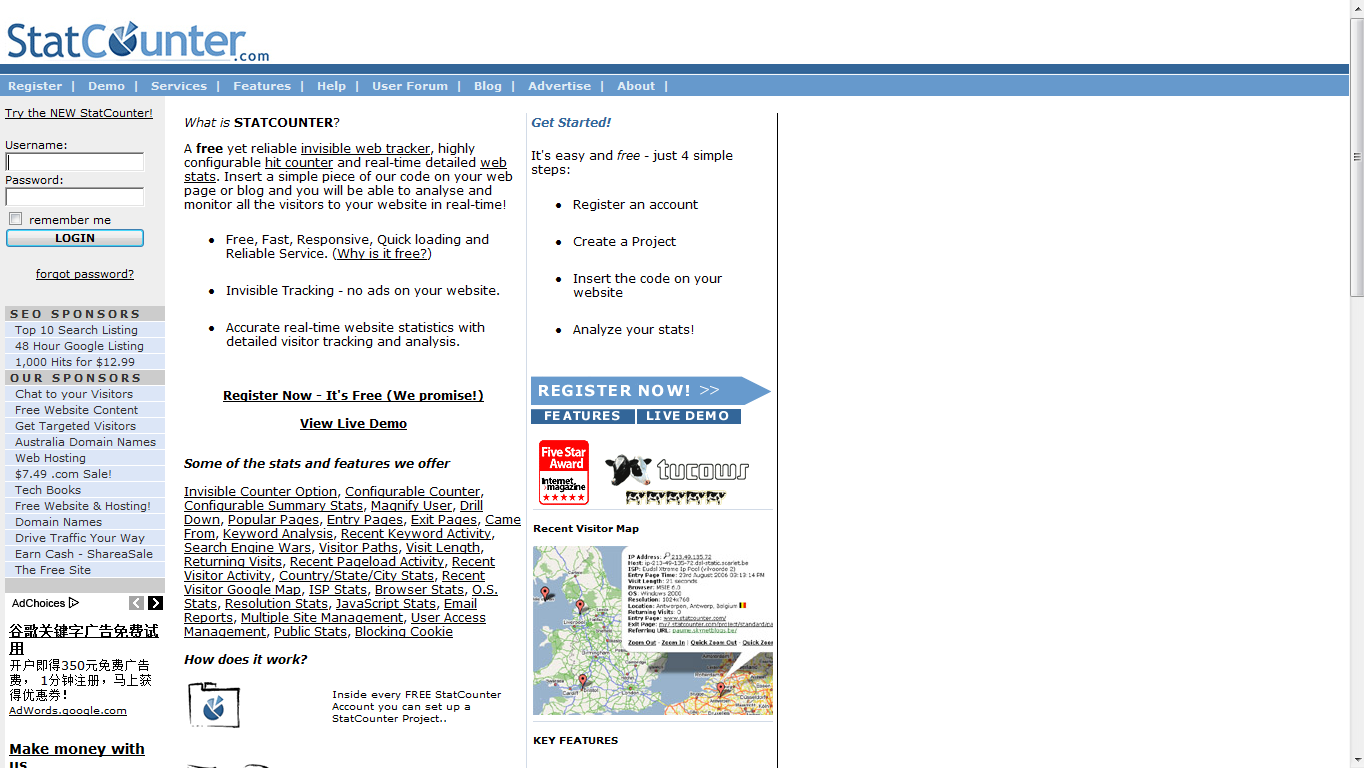 StatCounter.com
Register | Demo | Services | Features | Help | User Forum | Blog | Advertise | About |
Try the NEW StatCounter!
Username:
Password:
remember me
LOGIN
forgot password?
SEO SPONSORS
Top 10 Search Listing
48 Hour Google Listing
1,000 Hits for $12.99
OUR SPONSORS
Chat to your Visitors
Free Website Content
Get Targeted Visitors
Australia Domain Names
Web Hosting
$7.49 .com Sale!
Tech Books
Free Website & Hosting!
Domain Names
Drive Traffic Your Way
Earn Cash - ShareaSale
The Free Site
AdChoices
谷歌关键字广告免费试
用
开户即得350元免费广告
费， 1分钟注册，马上获
得优惠券！
AdWords.google.com
Make money with
us
What is STATCOUNTER?
A free yet reliable invisible web tracker, highly
configurable hit counter and real-time detailed web
stats. Insert a simple piece of our code on your web
page or blog and you will be able to analyse and
monitor all the visitors to your website in real-time!
• Free, Fast, Responsive, Quick loading and
Reliable Service. (Why is it free?)
• Invisible Tracking - no ads on your website.
• Accurate real-time website statistics with
detailed visitor tracking and analysis.
Register Now - It's Free (We promise!)
View Live Demo
Some of the stats and features we offer
Invisible Counter Option, Configurable Counter,
Configurable Summary Stats, Magnify User, Drill
Down, Popular Pages, Entry Pages, Exit Pages, Came
From, Keyword Analysis, Recent Keyword Activity,
Search Engine Wars, Visitor Paths, Visit Length,
Returning Visits, Recent Pageload Activity, Recent
Visitor Activity, Country/State/City Stats, Recent
Visitor Google Map, ISP Stats, Browser Stats, O.S.
Stats, Resolution Stats, JavaScript Stats, Email
Reports, Multiple Site Management, User Access
Management, Public Stats, Blocking Cookie
How does it work?
Inside every FREE StatCounter
Account you can set up a
StatCounter Project..
Get Started!
It's easy and free - just 4 simple
steps:
• Register an account
• Create a Project
• Insert the code on your
website
• Analyze your stats!
REGISTER NOW! >>
FEATURES
LIVE DEMO
Five Star
Award
Internet
magazine
tucows
Recent Visitor Map
IP Address: 213.49.135.72
Host: ip-213-49-135-72.dsl-static.scarlet.be
Entry Page Time: 23rd August 2006 03:13:14 PM
Visit Length: 21 seconds
Browser: MSIE 6.0
OS: Windows 2000
Resolution: 1024x768
Location: Antwerpen, Antwerp, Belgium
Returning Visits: 0
Entry Page: www.statcounter.com/
Zoom Out - Zoom In | Quick Zoom Out - Quick Zoo
KEY FEATURES